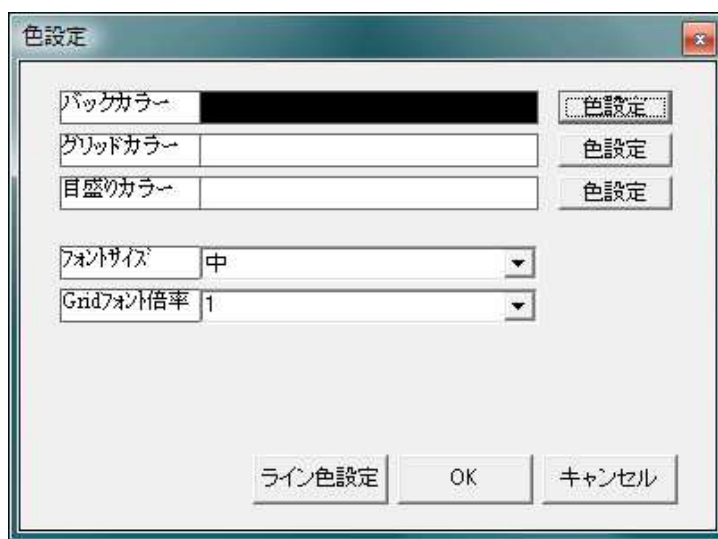 色設定
バックカラー 色設定
グリッドカラー 色設定
目盛りカラー 色設定
フォントサイズ 中
Gridフォント倍率 1
ライン色設定 OK キャンセル